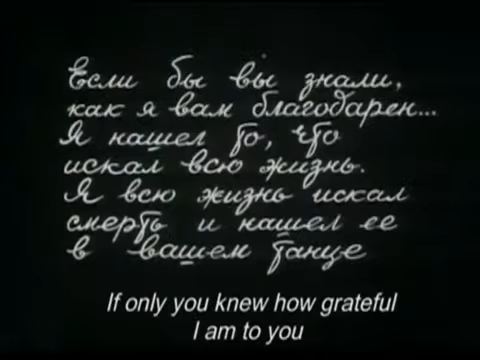 Если бы вы знали,
как я вам благодарен...
Я нашел то, что
искал всю жизнь.
Я всю жизнь искал
смерть и нашел ее
в вашем танце
If only you knew how grateful
I am to you